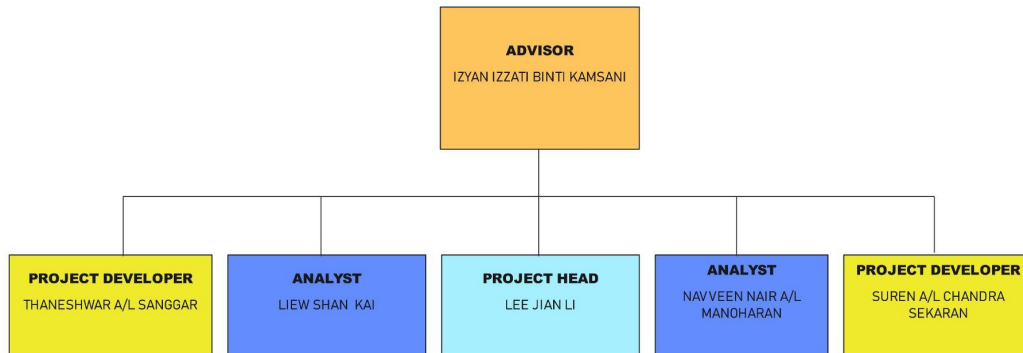 ADVISOR
IZYAN IZZATI BINTI KAMSANI
PROJECT DEVELOPER
THANESHWAR A/L SANGGAR
ANALYST
LIEW SHAN KAI
PROJECT HEAD
LEE JIAN LI
ANALYST
NAVVEEN NAIR A/L
MANOHARAN
PROJECT DEVELOPER
SUREN A/L CHANDRA
SEKARAN